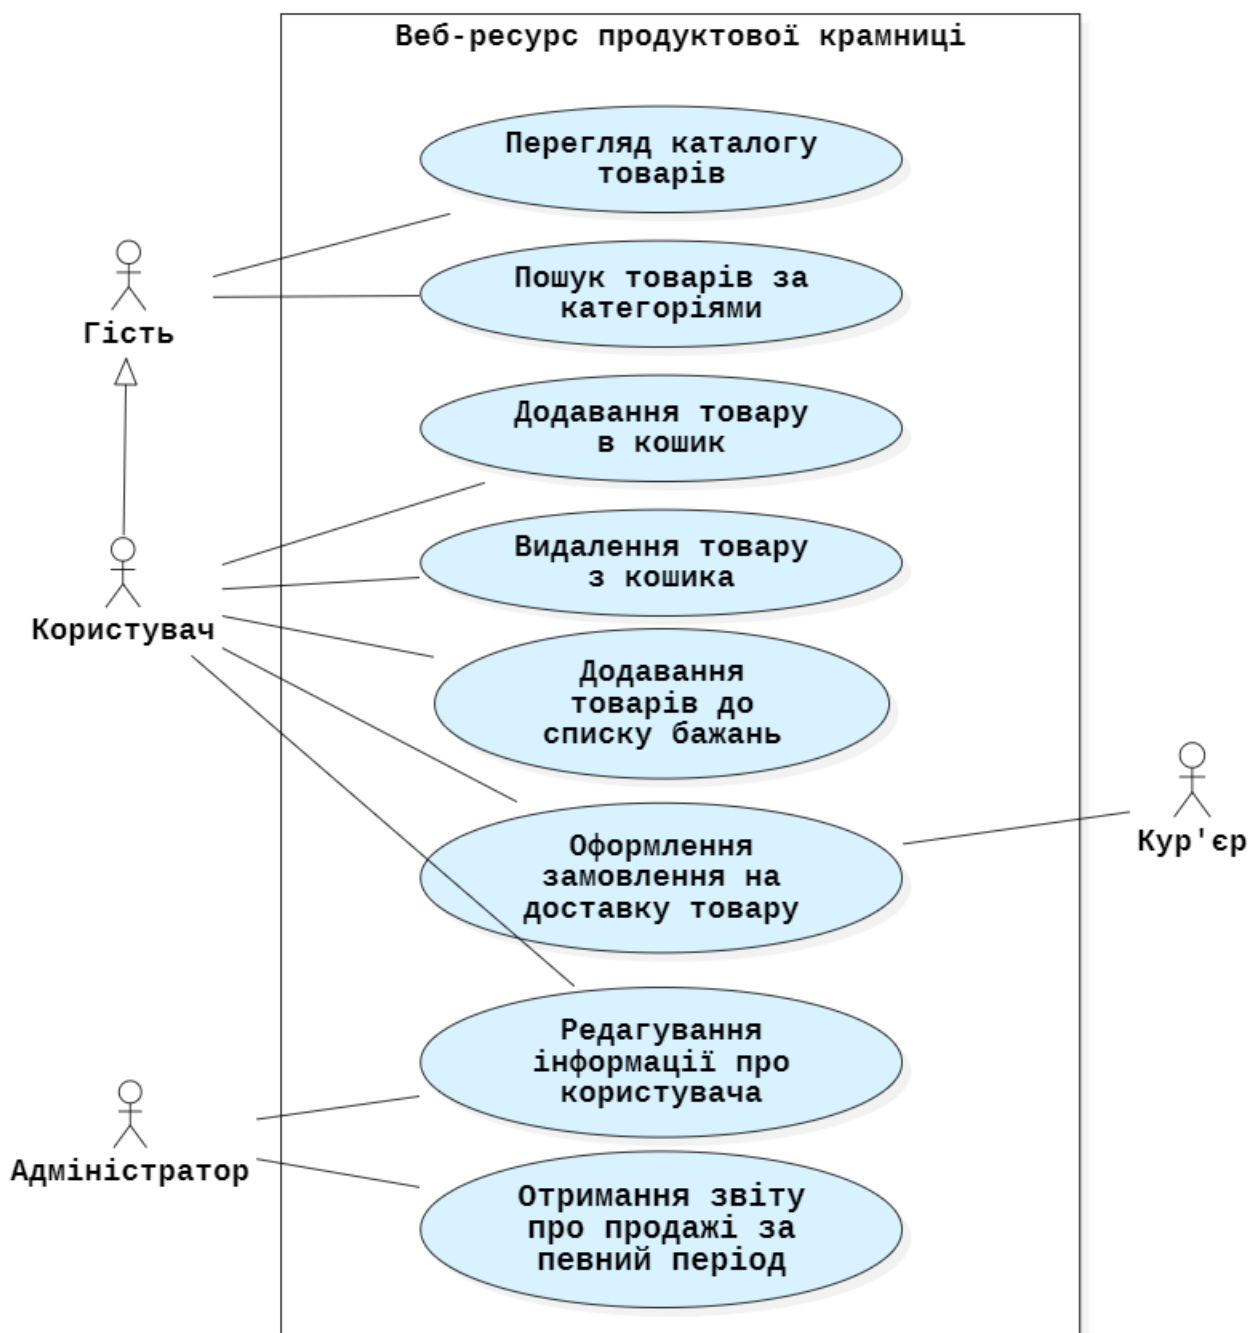 Веб-ресурс продуктової крамниці
Перегляд каталогу
товарів
Гість
Пошук товарів за
категоріями
Додавання товару
в кошик
Користувач
Видалення товару
з кошика
Додавання
товарів до
списку бажань
Оформлення
замовлення на
доставку товару
Кур'єр
Редагування
інформації про
користувача
Адміністратор
Отримання звіту
про продажі за
певний період